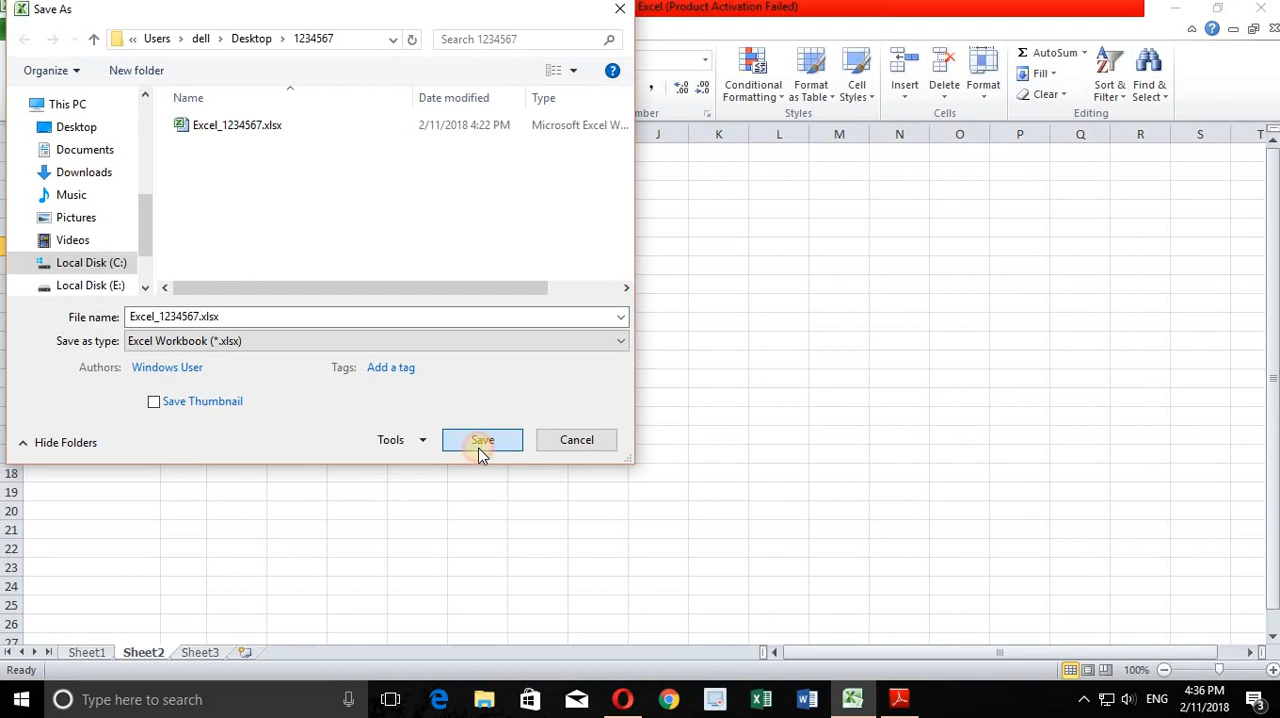 Save As
Excel (Product Activation Failed)
Users dell Desktop 1234567
Search 1234567
Organize New folder
Name Date modified Type
Excel_1234567.xlsx 2/11/2018 4:22 PM Microsoft Excel W...
This PC
Desktop
Documents
Downloads
Music
Pictures
Videos
Local Disk (C:)
Local Disk (E:)
File name: Excel_1234567.xlsx
Save as type: Excel Workbook (*.xlsx)
Authors: Windows User Tags: Add a tag
Save Thumbnail
Hide Folders Tools Save Cancel
Conditional Formatting
Format as Table
Cell Styles
Styles
Insert Delete Format
Cells
Σ AutoSum
Fill
Clear
Sort & Filter
Find & Select
Editing
J K L M N O P Q R S T
18
19
20
21
22
23
24
25
26
27
Sheet1 Sheet2 Sheet3
Ready 100%
Type here to search
ENG 4:36 PM
2/11/2018
3